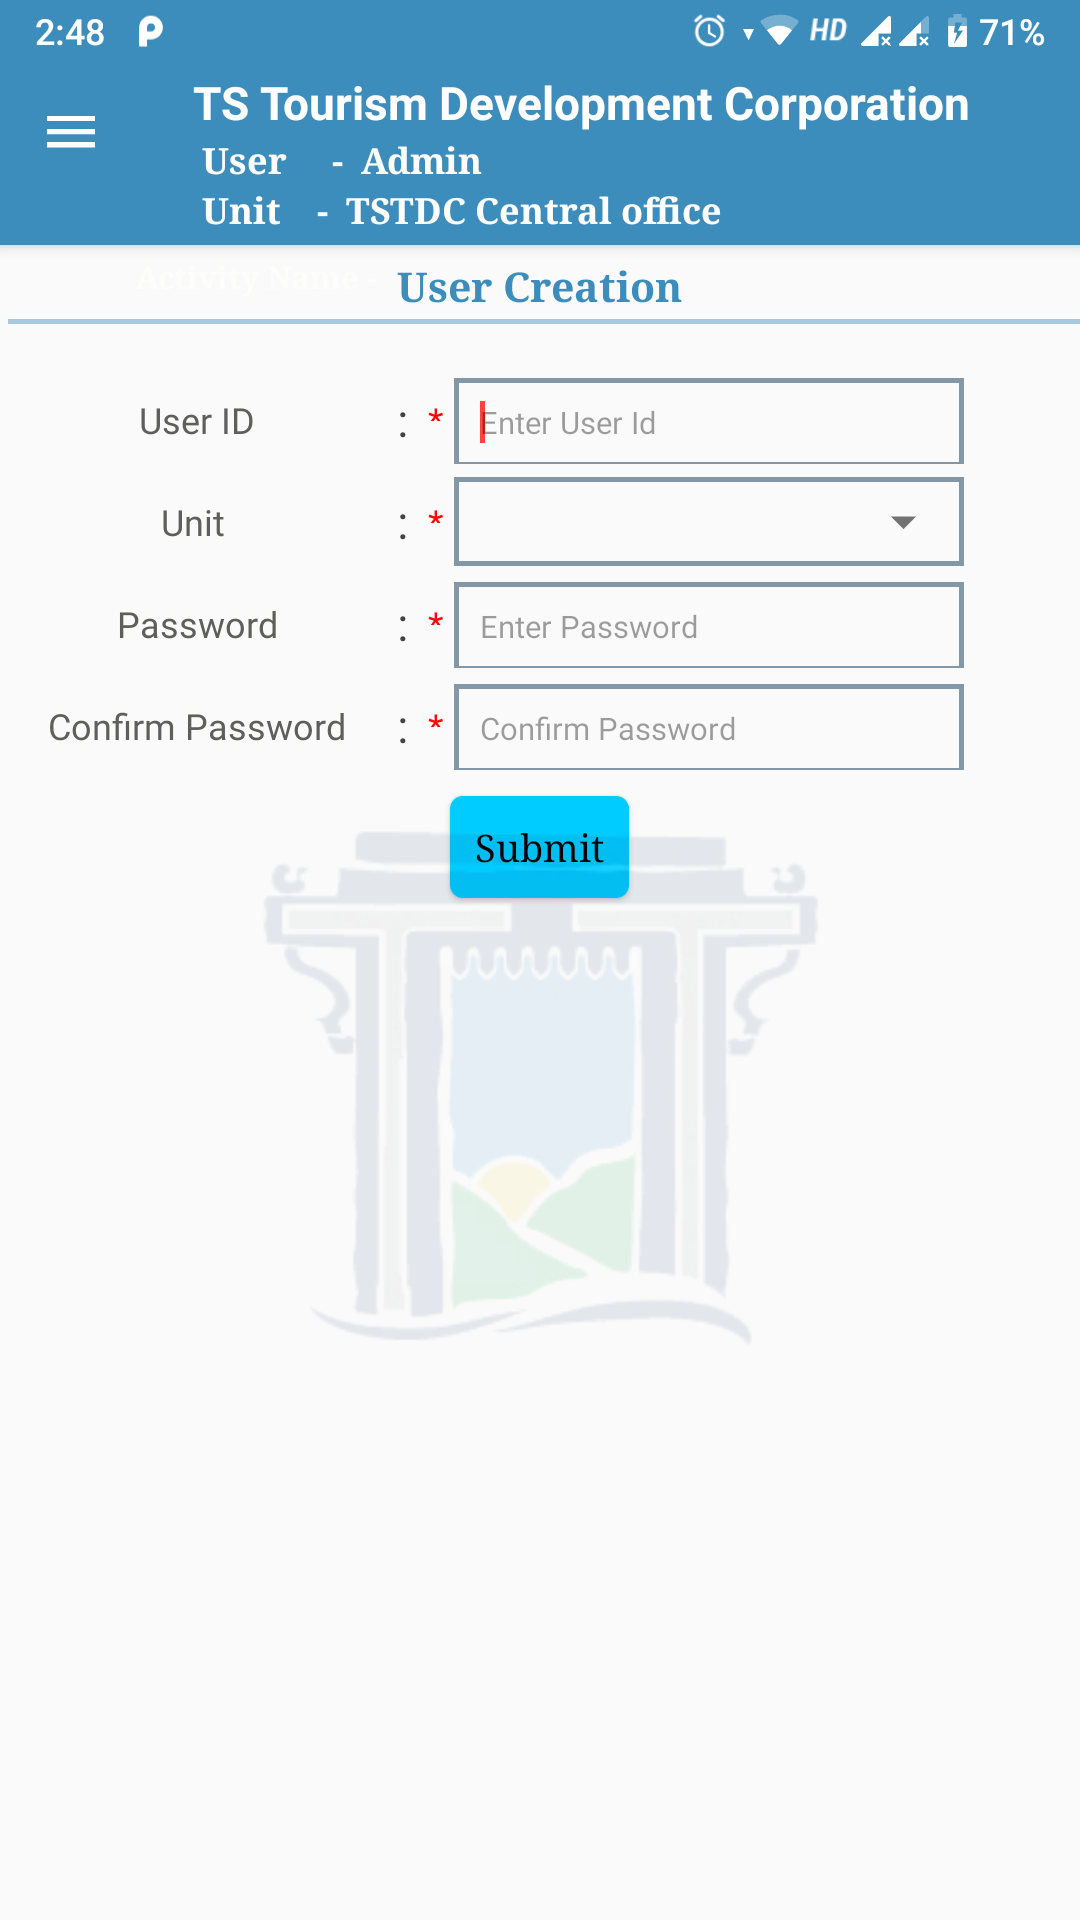 2:48 HD 71%
TS Tourism Development Corporation
User - Admin
Unit - TSTDC Central office
Activity Name - User Creation
User ID : * Enter User Id
Unit : *
Password : * Enter Password
Confirm Password : * Confirm Password
Submit